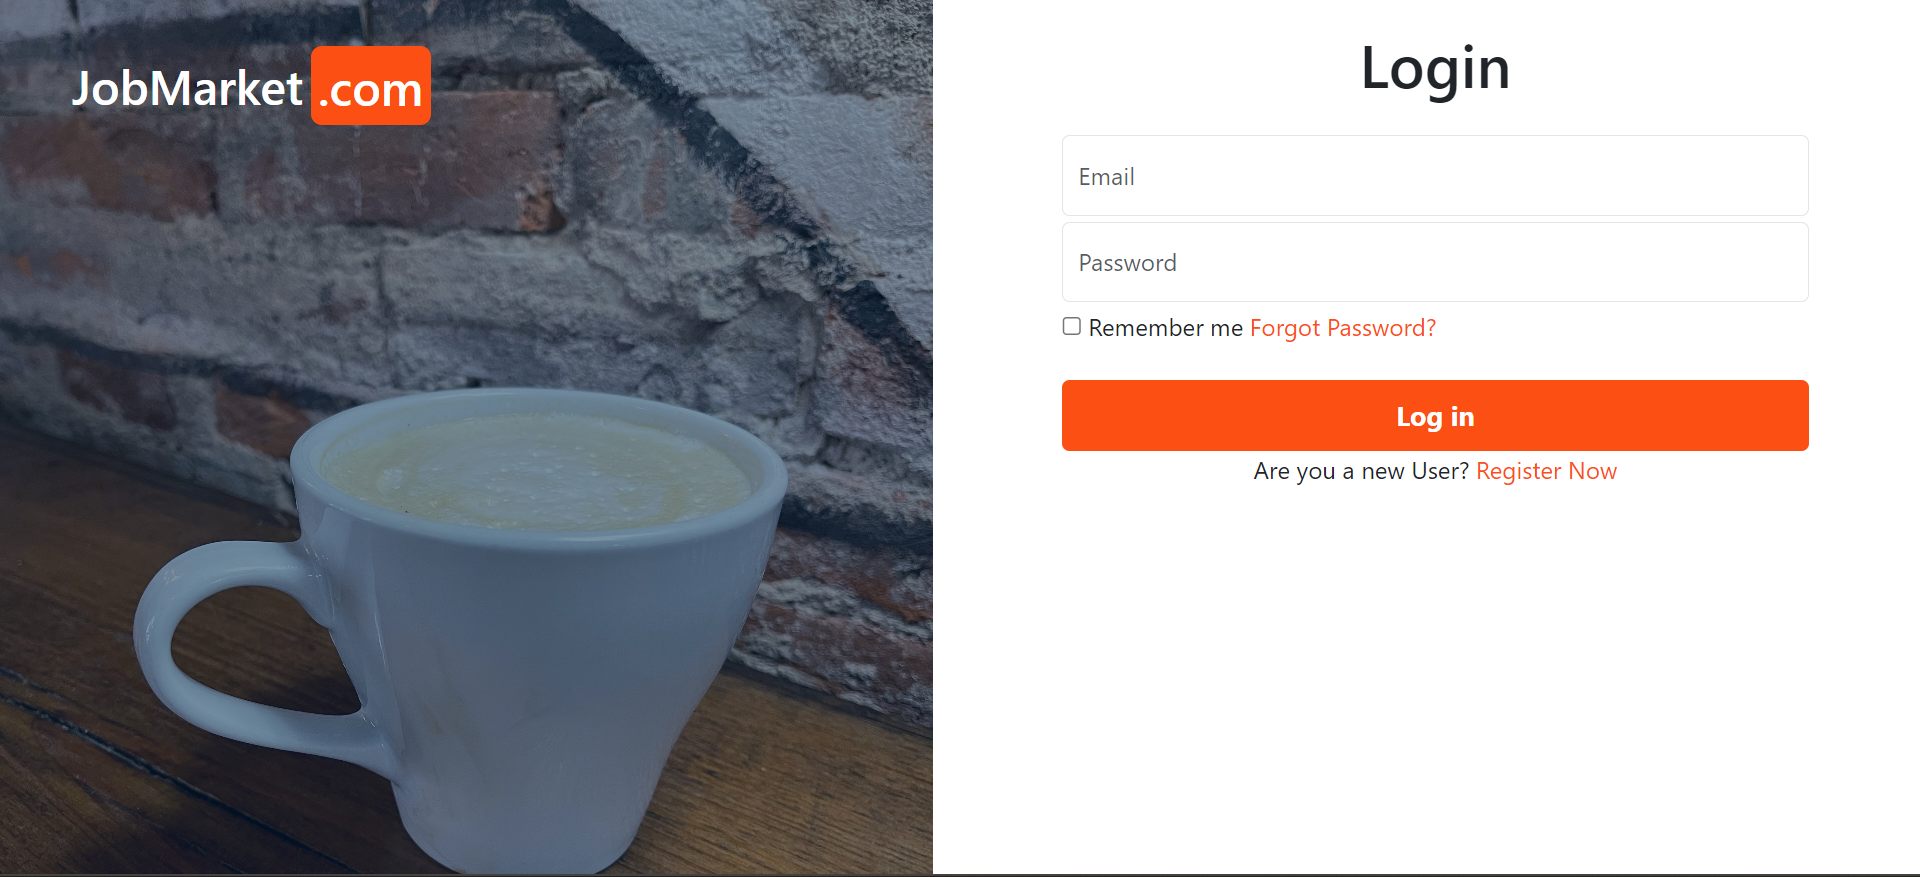 JobMarket .com
Login
Email
Password
Remember me Forgot Password?
Log in
Are you a new User? Register Now